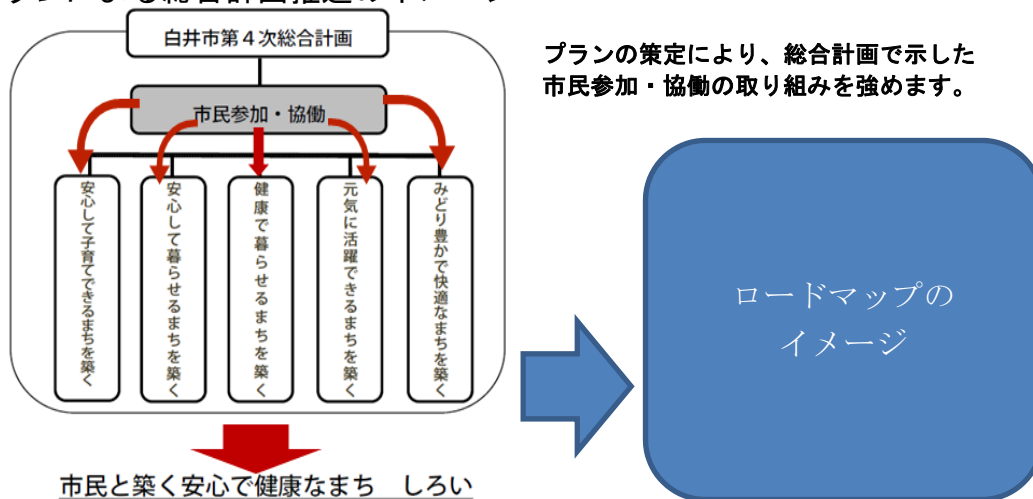 白井市第４次総合計画
プランの策定により、総合計画で示した
市民参加・協働の取り組みを強めます。
市民参加・協働
安心して子育てできるまちを築く
安心して暮らせるまちを築く
健康で暮らせるまちを築く
元気に活躍できるまちを築く
みどり豊かで快適なまちを築く
ロードマップの
イメージ
市民と築く安心で健康なまち　しろい